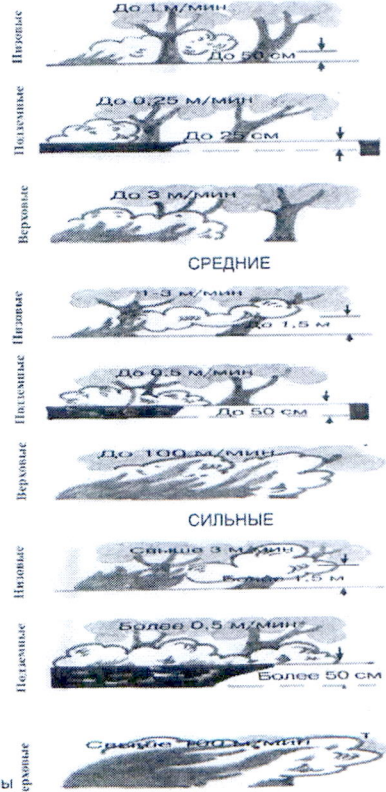 Низовые
До 1 м/мин
До 50 см
Подземные
До 0,25 м/мин
До 25 см
Верховые
До 3 м/мин
СРЕДНИЕ
Низовые
1-3 м/мин
До 1,5 м
Подземные
До 0,5 м/мин
До 50 см
Верховые
До 100 м/мин
СИЛЬНЫЕ
Низовые
Свыше 3 м/мин
Более 1,5 м
Подземные
Более 0,5 м/мин
Более 50 см
ерховые
Свыше 100 м/мин
ы